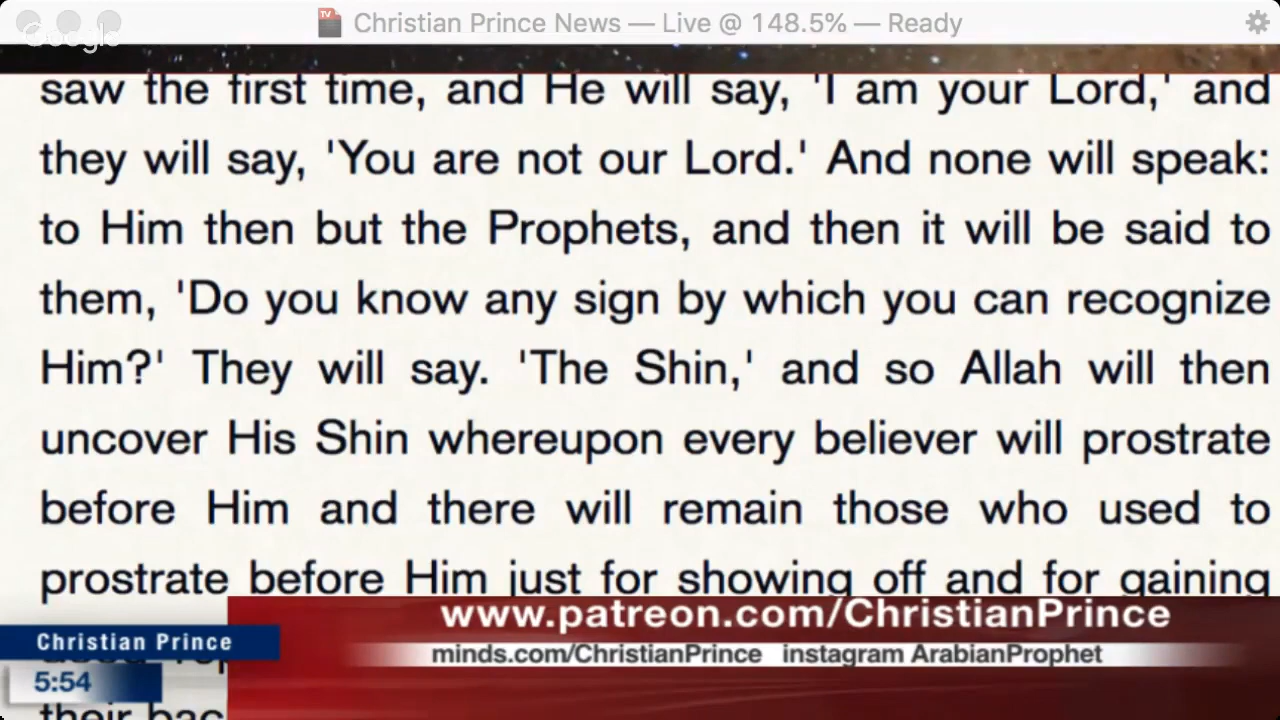 Christian Prince News — Live @ 148.5% — Ready
Google
saw the first time, and He will say, 'I am your Lord,' and
they will say, 'You are not our Lord.' And none will speak:
to Him then but the Prophets, and then it will be said to
them, 'Do you know any sign by which you can recognize
Him?' They will say. 'The Shin,' and so Allah will then
uncover His Shin whereupon every believer will prostrate
before Him and there will remain those who used to
prostrate before Him just for showing off and for gaining
www.patreon.com/ChristianPrince
Christian Prince
minds.com/ChristianPrince instagram ArabianProphet
5:54
their bac